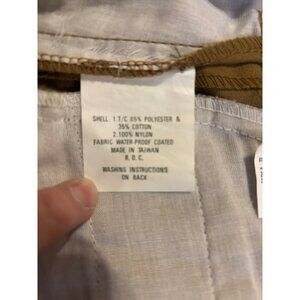 SHELL: 1. T/C 65% POLYESTER &
35% COTTON
2. 100% NYLON
FABRIC WATER-PROOF COATED
MADE IN TAIWAN
R. O. C.
WASHING INSTRUCTIONS
ON BACK